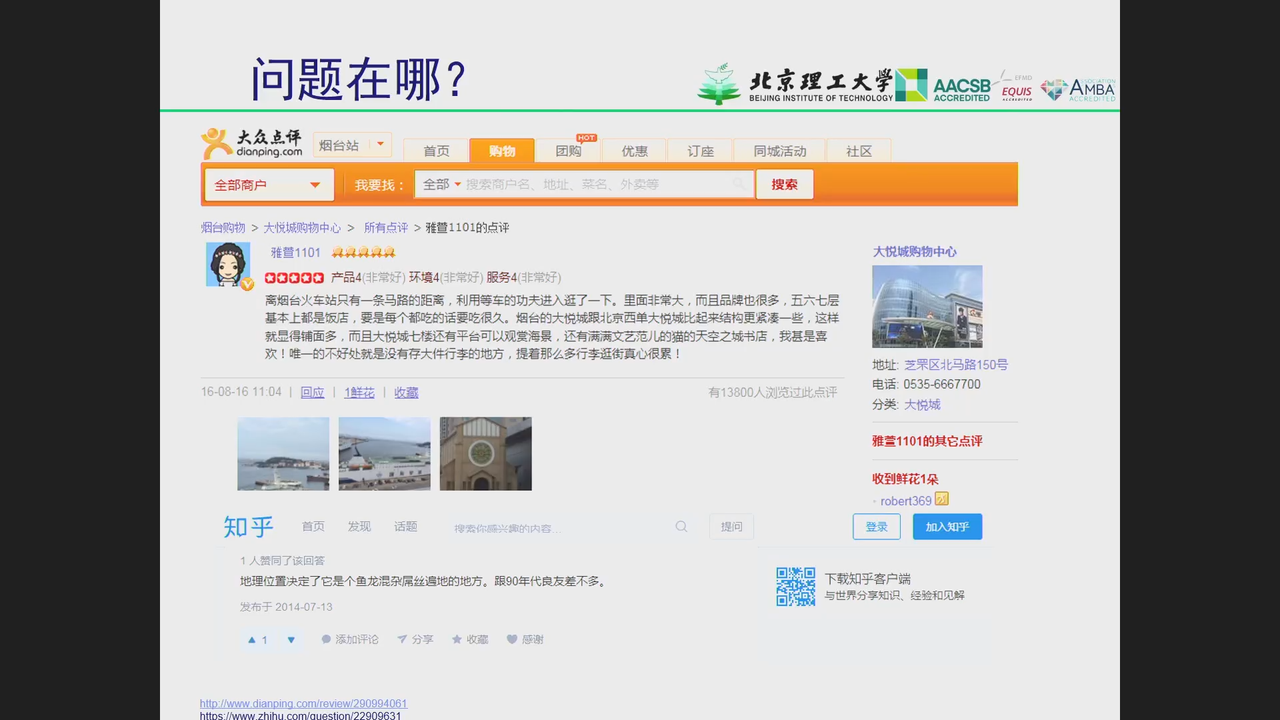 问题在哪？
北京理工大学
BEIJING INSTITUTE OF TECHNOLOGY
AACSB
ACCREDITED
EFMD
EQUIS
ACCREDITED
ASSOCIATION
AMBA
ACCREDITED
大众点评
dianping.com
烟台站
首页 购物 团购 HOT 优惠 订座 同城活动 社区
全部商户 我要找： 全部 搜索商户名、地址、菜名、外卖等 搜索
烟台购物 > 大悦城购物中心 > 所有点评 > 雅萱1101的点评
雅萱1101
产品4(非常好) 环境4(非常好) 服务4(非常好)
离烟台火车站只有一条马路的距离，利用等车的功夫进入逛了一下。里面非常大，而且品牌也很多，五六七层
基本上都是饭店，要是每个都吃的话要吃很久。烟台的大悦城跟北京西单大悦城比起来结构更紧凑一些，这样
就显得铺面多，而且大悦城七楼还有平台可以观赏海景，还有满满文艺范儿的猫的天空之城书店，我甚是喜
欢！唯一的不好处就是没有存大件行李的地方，提着那么多行李逛街真心很累！
16-08-16 11:04 | 回应 | 1鲜花 | 收藏
有13800人浏览过此点评
大悦城购物中心
地址: 芝罘区北马路150号
电话: 0535-6667700
分类: 大悦城
雅萱1101的其它点评
收到鲜花1朵
robert369
知乎 首页 发现 话题 搜索你感兴趣的内容... 提问 登录 加入知乎
1 人赞同了该回答
地理位置决定了它是个鱼龙混杂屌丝遍地的地方。跟90年代良友差不多。
发布于 2014-07-13
1 添加评论 分享 收藏 感谢
下载知乎客户端
与世界分享知识、经验和见解
http://www.dianping.com/review/290994061
https://www.zhihu.com/question/22909631